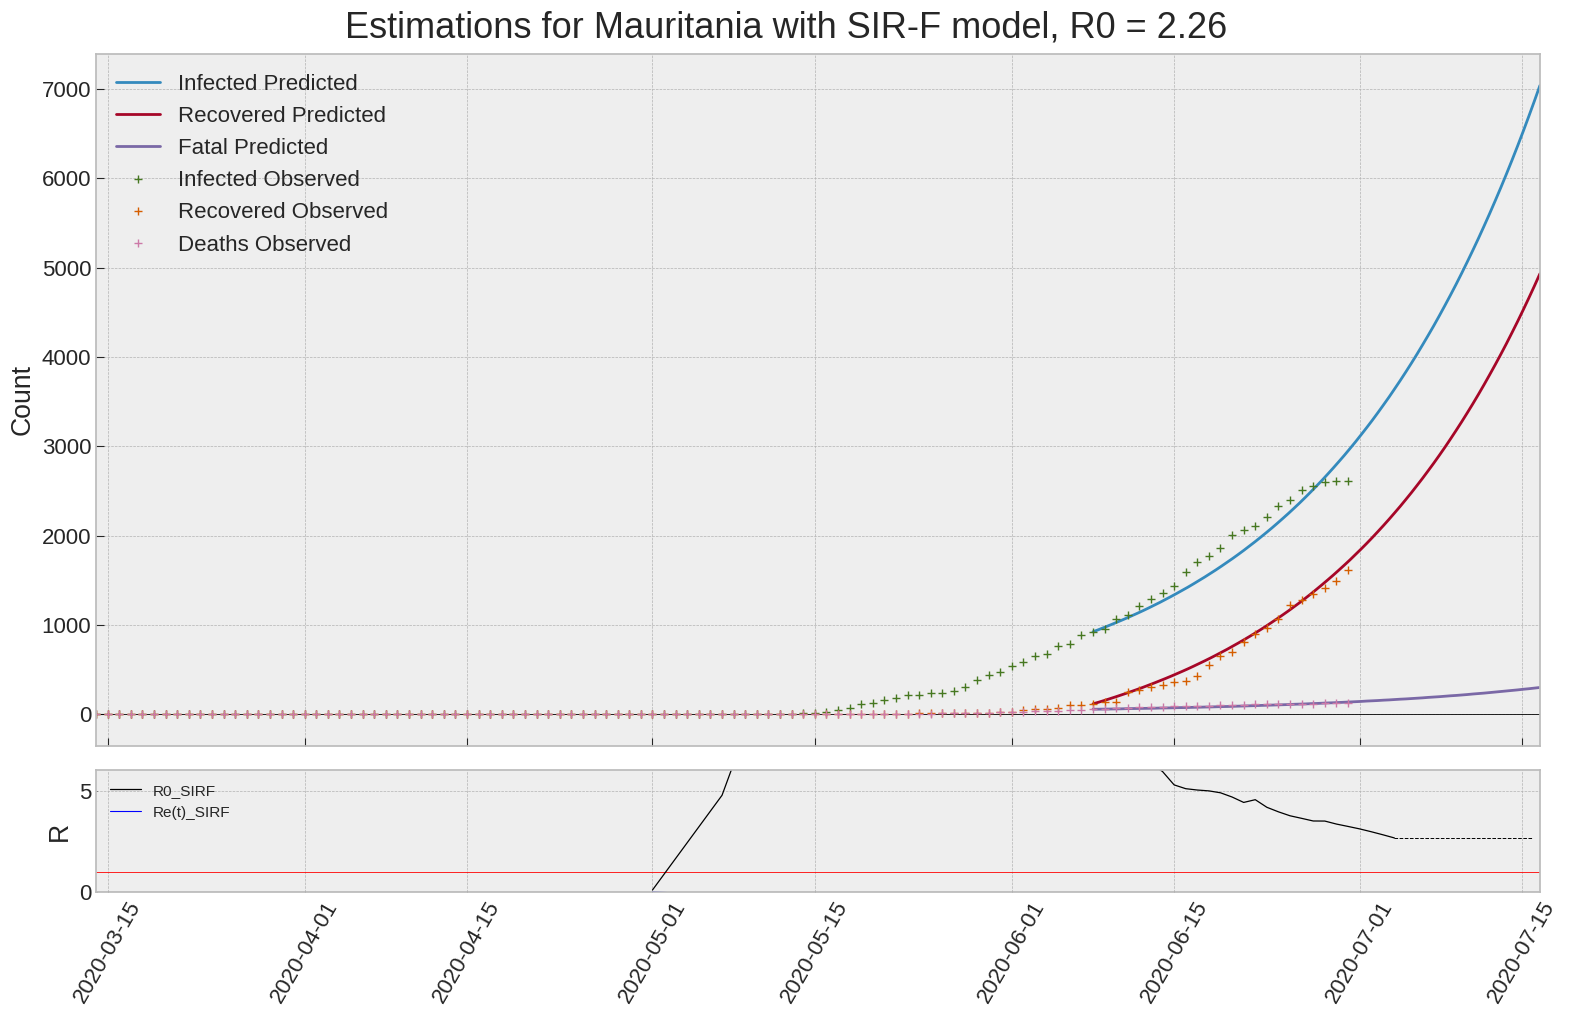 Estimations for Mauritania with SIR-F model, R0 = 2.26
Infected Predicted
Recovered Predicted
Fatal Predicted
Infected Observed
Recovered Observed
Deaths Observed
7000
6000
5000
4000
3000
2000
1000
0
Count
R0_SIRF
Re(t)_SIRF
5
0
R
2020-03-15
2020-04-01
2020-04-15
2020-05-01
2020-05-15
2020-06-01
2020-06-15
2020-07-01
2020-07-15